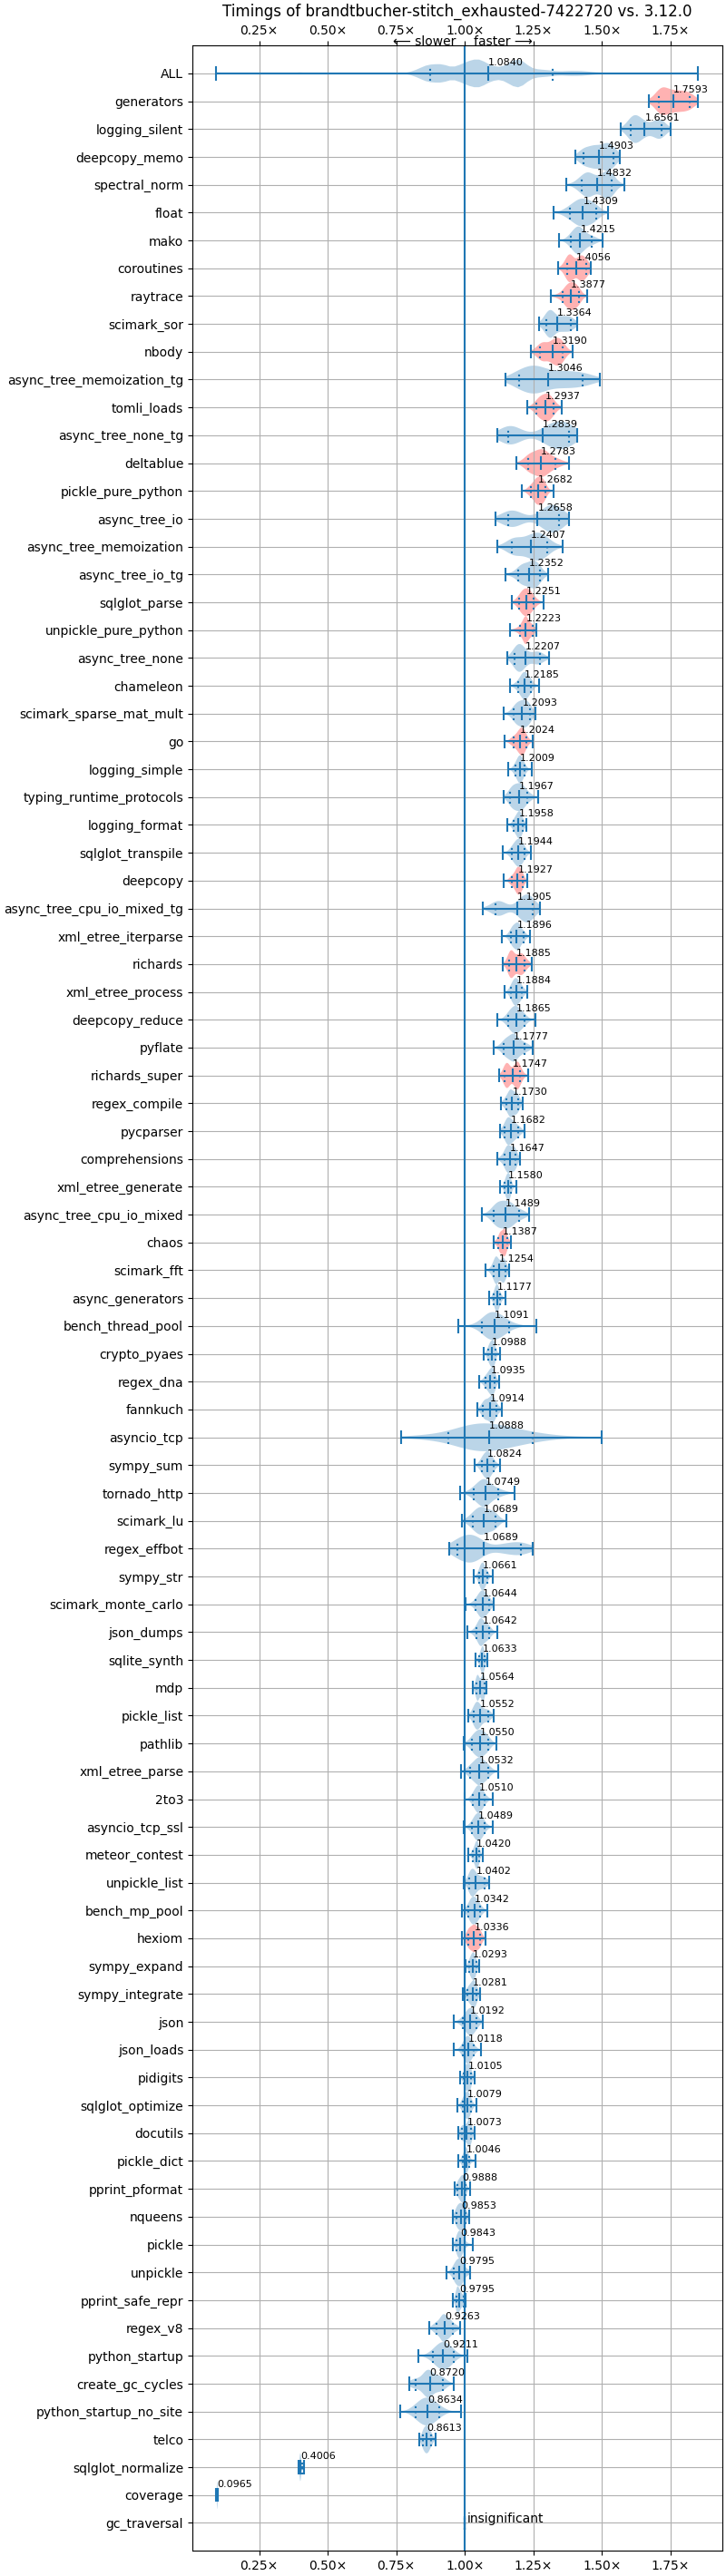 Timings of brandtbucher-stitch_exhausted-7422720 vs. 3.12.0
0.25× 0.50× 0.75× 1.00× 1.25× 1.50× 1.75×
⟵ slower faster ⟶
ALL 1.0840
generators 1.7593
logging_silent 1.6561
deepcopy_memo 1.4903
spectral_norm 1.4832
float 1.4309
mako 1.4215
coroutines 1.4056
raytrace 1.3877
scimark_sor 1.3364
nbody 1.3190
async_tree_memoization_tg 1.3046
tomli_loads 1.2937
async_tree_none_tg 1.2839
deltablue 1.2783
pickle_pure_python 1.2682
async_tree_io 1.2658
async_tree_memoization 1.2407
async_tree_io_tg 1.2352
sqlglot_parse 1.2251
unpickle_pure_python 1.2223
async_tree_none 1.2207
chameleon 1.2185
scimark_sparse_mat_mult 1.2093
go 1.2024
logging_simple 1.2009
typing_runtime_protocols 1.1967
logging_format 1.1958
sqlglot_transpile 1.1944
deepcopy 1.1927
async_tree_cpu_io_mixed_tg 1.1905
xml_etree_iterparse 1.1896
richards 1.1885
xml_etree_process 1.1884
deepcopy_reduce 1.1865
pyflate 1.1777
richards_super 1.1747
regex_compile 1.1730
pycparser 1.1682
comprehensions 1.1647
xml_etree_generate 1.1580
async_tree_cpu_io_mixed 1.1489
chaos 1.1387
scimark_fft 1.1254
async_generators 1.1177
bench_thread_pool 1.1091
crypto_pyaes 1.0988
regex_dna 1.0935
fannkuch 1.0914
asyncio_tcp 1.0888
sympy_sum 1.0824
tornado_http 1.0749
scimark_lu 1.0689
regex_effbot 1.0689
sympy_str 1.0661
scimark_monte_carlo 1.0644
json_dumps 1.0642
sqlite_synth 1.0633
mdp 1.0564
pickle_list 1.0552
pathlib 1.0550
xml_etree_parse 1.0532
2to3 1.0510
asyncio_tcp_ssl 1.0489
meteor_contest 1.0420
unpickle_list 1.0402
bench_mp_pool 1.0342
hexiom 1.0336
sympy_expand 1.0293
sympy_integrate 1.0281
json 1.0192
json_loads 1.0118
pidigits 1.0105
sqlglot_optimize 1.0079
docutils 1.0073
pickle_dict 1.0046
pprint_pformat 0.9888
nqueens 0.9853
pickle 0.9843
unpickle 0.9795
pprint_safe_repr 0.9795
regex_v8 0.9263
python_startup 0.9211
create_gc_cycles 0.8720
python_startup_no_site 0.8634
telco 0.8613
sqlglot_normalize 0.4006
coverage 0.0965
gc_traversal insignificant
0.25× 0.50× 0.75× 1.00× 1.25× 1.50× 1.75×